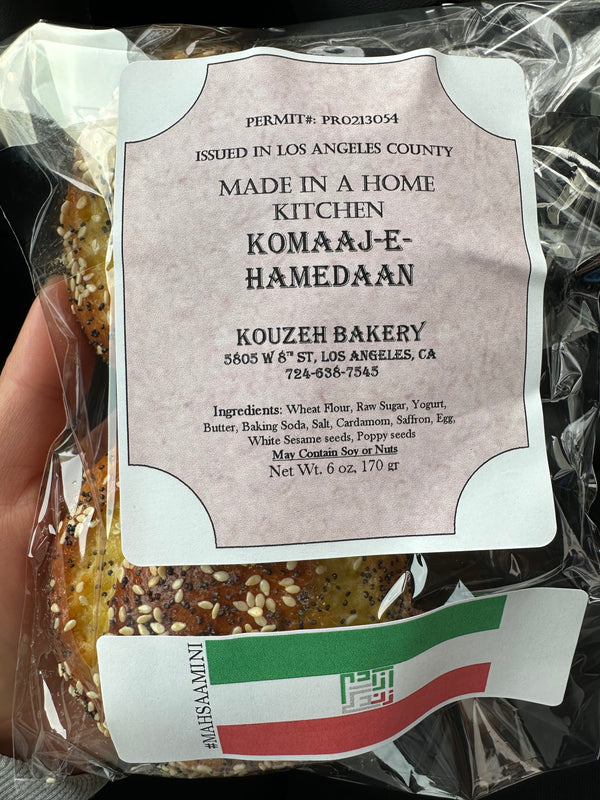 PERMIT#: PR0213054
ISSUED IN LOS ANGELES COUNTY
MADE IN A HOME
KITCHEN
KOMAAJ-E-
HAMEDAAN
KOUZEH BAKERY
5805 W 8TH ST, LOS ANGELES, CA
724-638-7545
Ingredients: Wheat Flour, Raw Sugar, Yogurt,
Butter, Baking Soda, Salt, Cardamom, Saffron, Egg,
White Sesame seeds, Poppy seeds
May Contain Soy or Nuts
Net Wt. 6 oz, 170 gr
#MAHSAAMINI